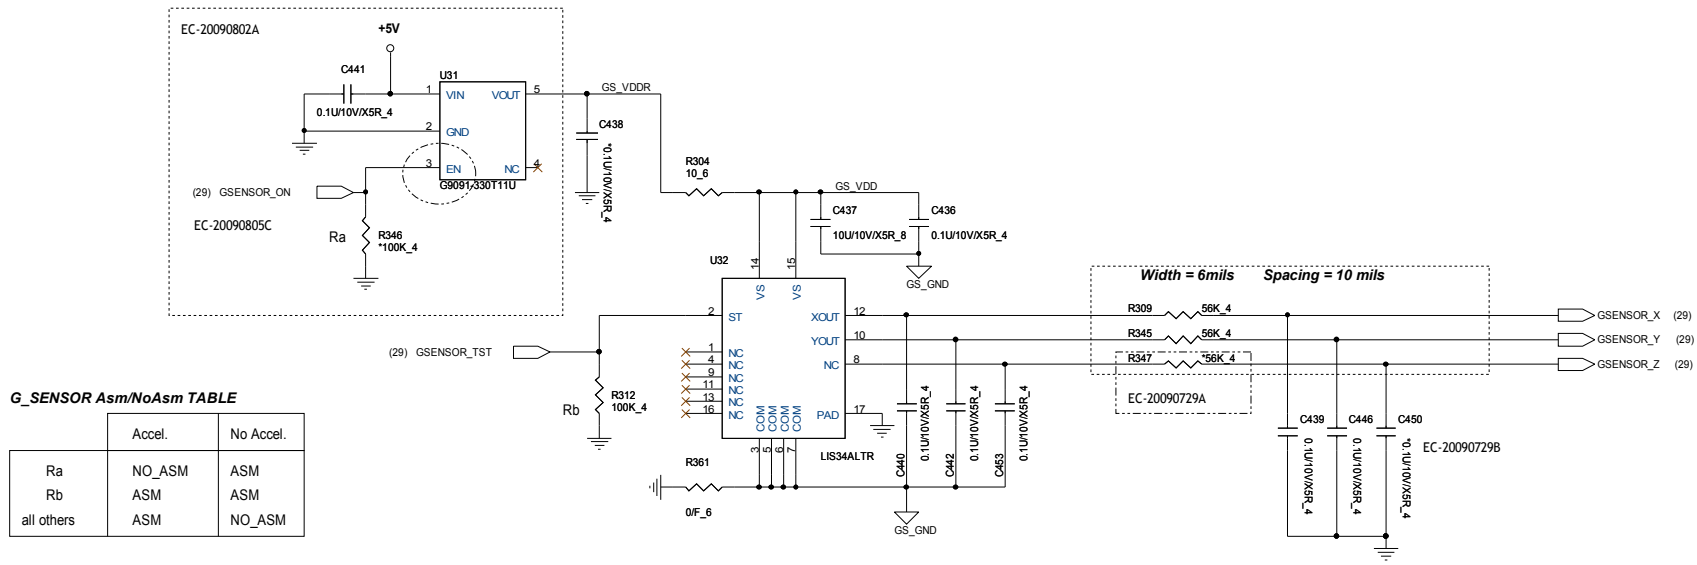 EC-20090802A
+5V
C441
0.1U/10V/X5R_4
U31
1 VIN VOUT 5
2 GND
3 EN NC 4
G9091-330T11U
GS_VDDR
C438
*0.1U/10V/X5R_4
(29) GSENSOR_ON
EC-20090805C
Ra
R346
*100K_4
R304
10_6
GS_VDD
C437
10U/10V/X5R_8
C436
0.1U/10V/X5R_4
GS_GND
U32
14 15
VS VS
2 ST XOUT 12
YOUT 10
1 NC NC 8
4 NC
9 NC
11 NC
13 NC
16 NC PAD 17
COM COM COM COM
3 5 6 7
LIS34ALTR
(29) GSENSOR_TST
Rb
R312
100K_4
R361
0/F_6
C440
0.1U/10V/X5R_4
C442
0.1U/10V/X5R_4
C453
0.1U/10V/X5R_4
GS_GND
Width = 6mils Spacing = 10 mils
R309 56K_4
R345 56K_4
R347 *56K_4
EC-20090729A
GSENSOR_X (29)
GSENSOR_Y (29)
GSENSOR_Z (29)
C439
0.1U/10V/X5R_4
C446
0.1U/10V/X5R_4
C450
*0.1U/10V/X5R_4
EC-20090729B
G_SENSOR Asm/NoAsm TABLE
Accel. No Accel.
Ra NO_ASM ASM
Rb ASM ASM
all others ASM NO_ASM